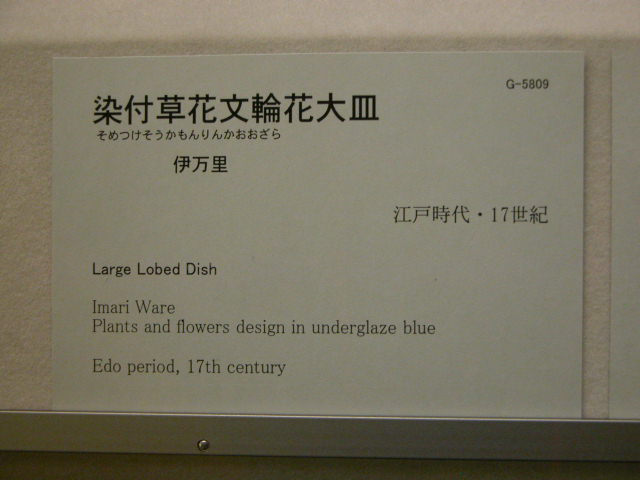 G-5809
染付草花文輪花大皿
そめつけそうかもんりんかおおざら
伊万里
江戸時代・17世紀
Large Lobed Dish
Imari Ware
Plants and flowers design in underglaze blue
Edo period, 17th century